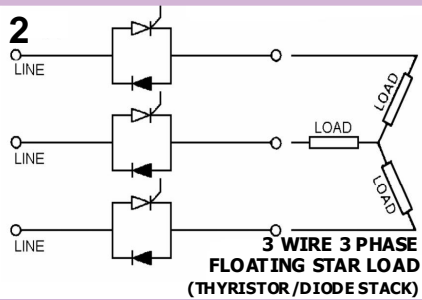 2
LINE
LINE
LINE
LOAD
LOAD
LOAD
3 WIRE 3 PHASE
FLOATING STAR LOAD
(THYRISTOR/DIODE STACK)